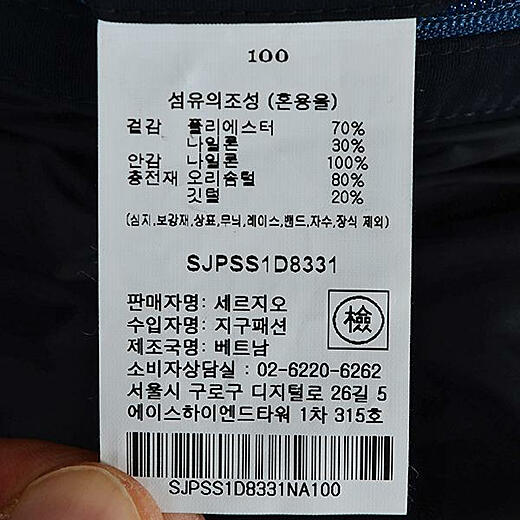 100
섬유의조성 (혼용율)
겉감 폴리에스터 70%
나일론 30%
안감 나일론 100%
충전재 오리솜털 80%
깃털 20%
(심지,보강재,상표,무늬,레이스,밴드,자수,장식 제외)
SJPSS1D8331
판매자명: 세르지오
수입자명: 지구패션
제조국명: 베트남
檢
소비자상담실 : 02-6220-6262
서울시 구로구 디지털로 26길 5
에이스하이엔드타워 1차 315호
SJPSS1D8331NA100